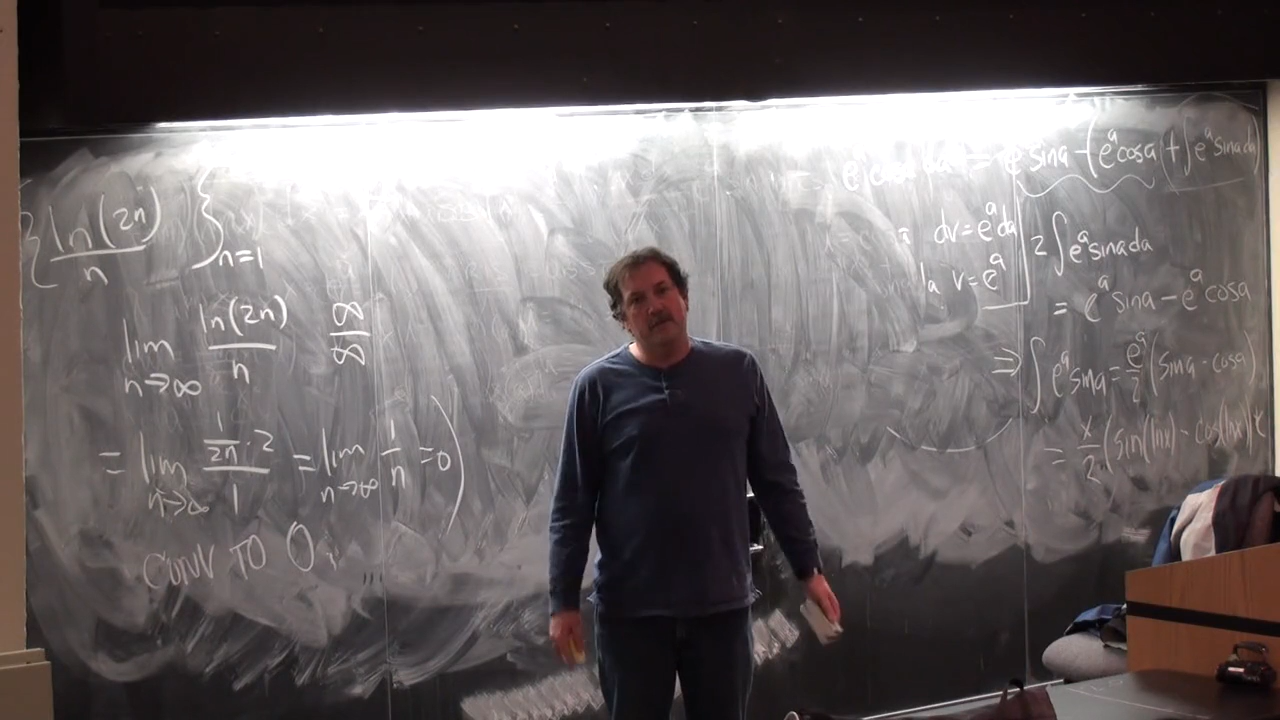 {ln(2n)/n}n=1
lim n→∞ ln(2n)/n ∞/∞
= lim n→∞ (1/2n · 2)/1 = lim n→∞ 1/n = 0)
CONV TO 0
= e^a sina - (e^a cosa + ∫e^a sina da)
dv = e^a da
v = e^a
2∫e^a sina da
= e^a sina - e^a cosa
⇒ ∫e^a sina = e^a/2 (sina - cosa)
= x/2 (sin(lnx) - cos(lnx))